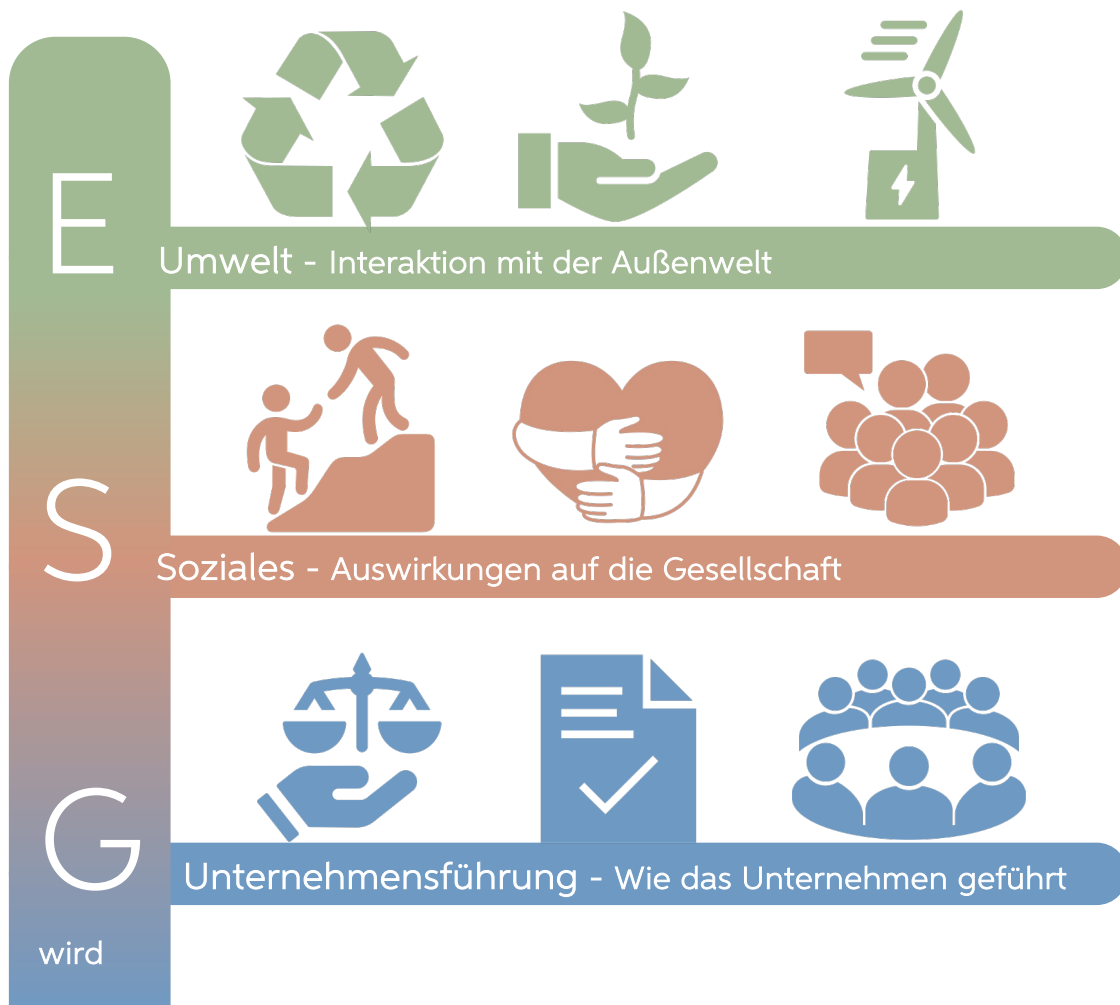 E
Umwelt - Interaktion mit der Außenwelt
S
Soziales - Auswirkungen auf die Gesellschaft
G
Unternehmensführung - Wie das Unternehmen geführt
wird